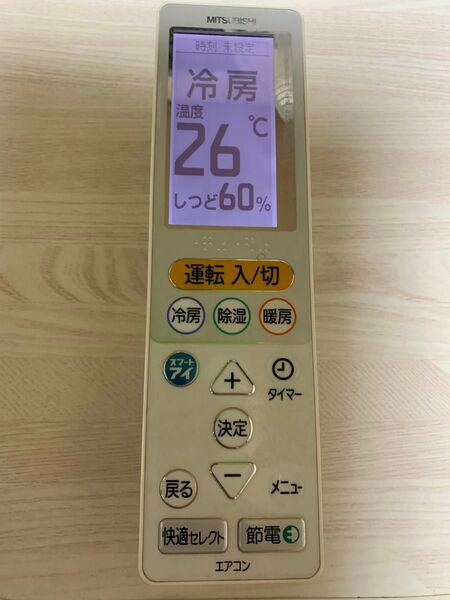 MITSUBISHI
時刻 未設定
冷房
温度
26℃
しつど60%
運転 入/切
冷房 除湿 暖房
スマート
アイ
+
タイマー
決定
−
戻る メニュー
快適セレクト 節電
エアコン